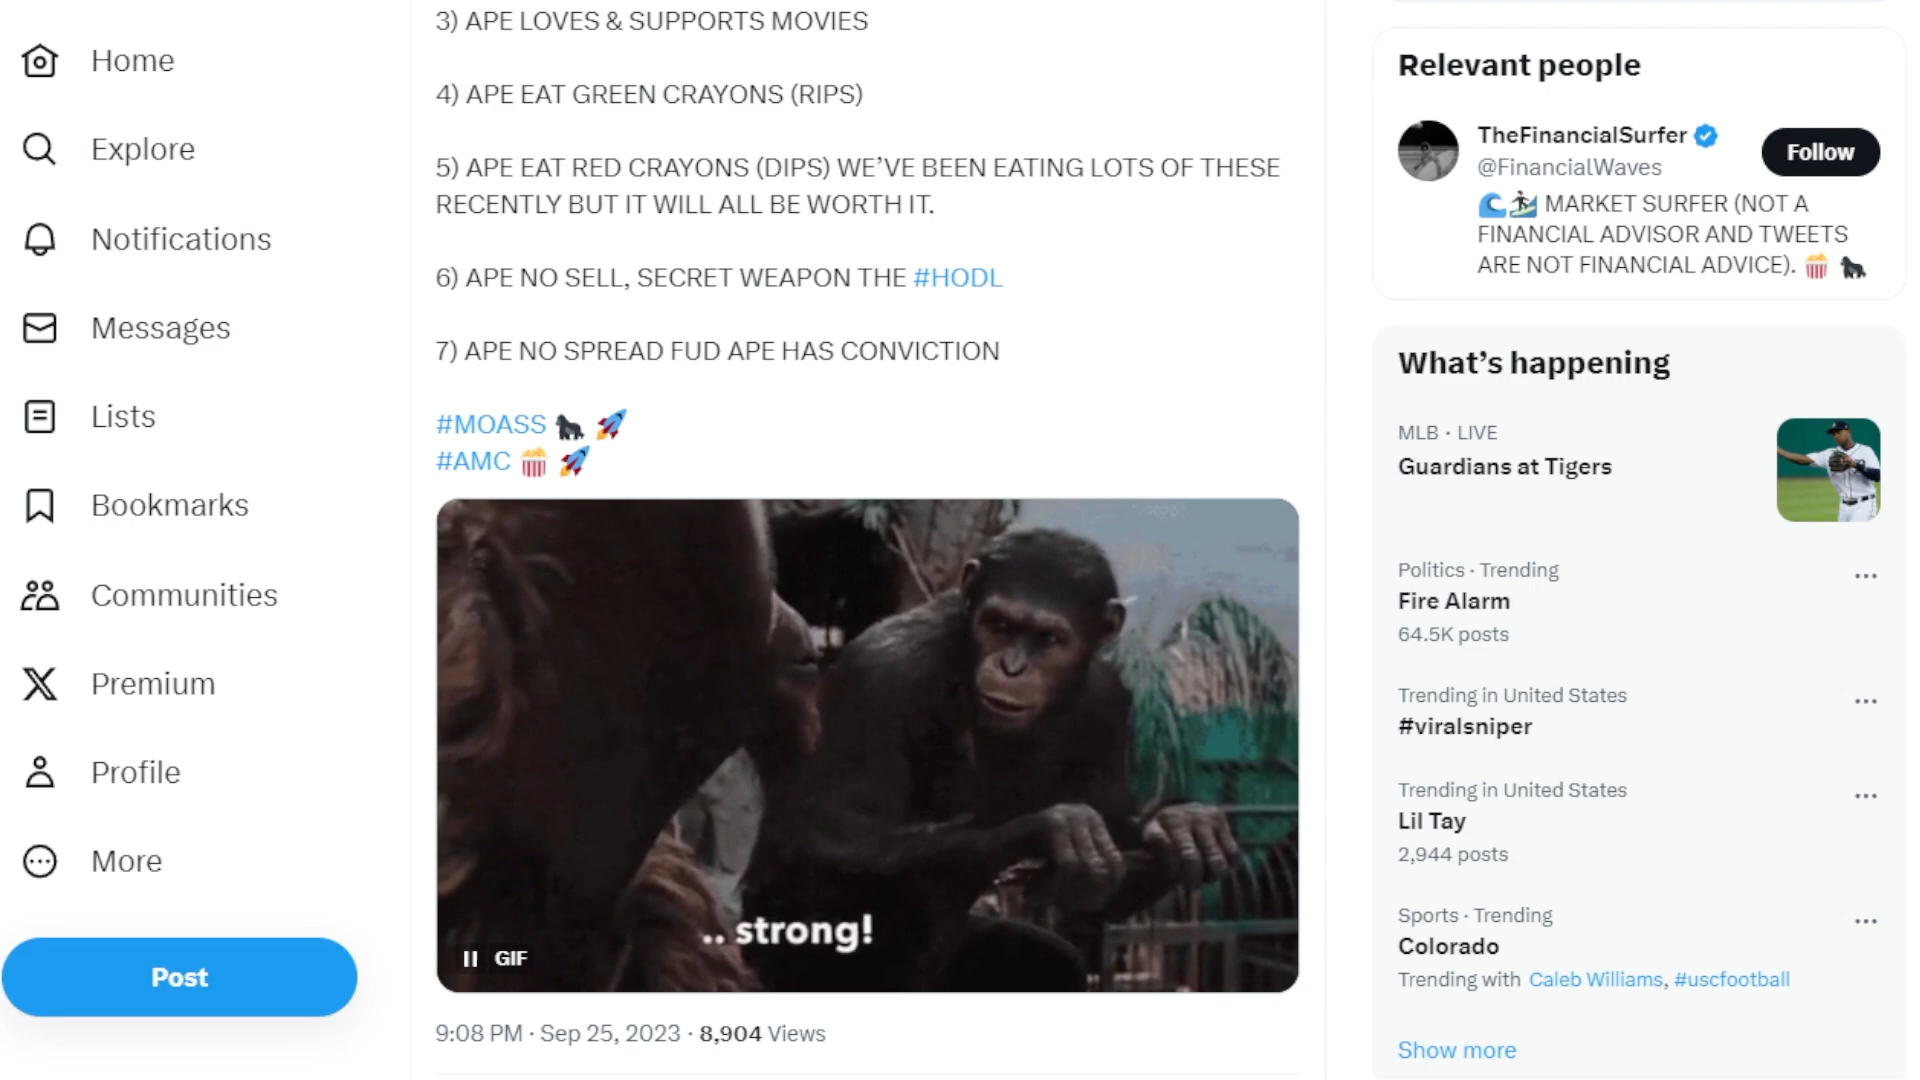 Home
Explore
Notifications
Messages
Lists
Bookmarks
Communities
Premium
Profile
More
Post
3) APE LOVES & SUPPORTS MOVIES
4) APE EAT GREEN CRAYONS (RIPS)
5) APE EAT RED CRAYONS (DIPS) WE’VE BEEN EATING LOTS OF THESE
RECENTLY BUT IT WILL ALL BE WORTH IT.
6) APE NO SELL, SECRET WEAPON THE #HODL
7) APE NO SPREAD FUD APE HAS CONVICTION
#MOASS 🦍 🚀
#AMC 🍿 🚀
.. strong!
GIF
9:08 PM · Sep 25, 2023 · 8,904 Views
Relevant people
TheFinancialSurfer
@FinancialWaves
Follow
🌊🏄 MARKET SURFER (NOT A
FINANCIAL ADVISOR AND TWEETS
ARE NOT FINANCIAL ADVICE). 🍿 🦍
What’s happening
MLB · LIVE
Guardians at Tigers
Politics · Trending
Fire Alarm
64.5K posts
Trending in United States
#viralsniper
Trending in United States
Lil Tay
2,944 posts
Sports · Trending
Colorado
Trending with Caleb Williams, #uscfootball
Show more